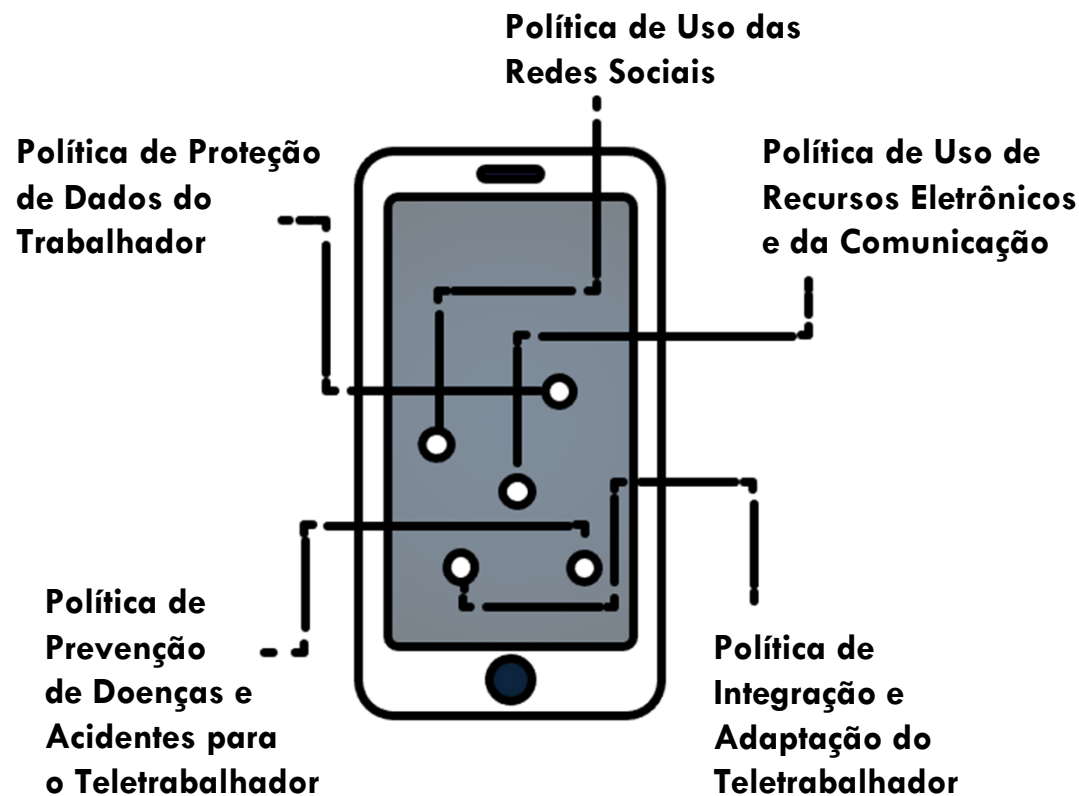 Política de Uso das
Redes Sociais
Política de Proteção
de Dados do
Trabalhador
Política de Uso de
Recursos Eletrônicos
e da Comunicação
Política de
Prevenção
de Doenças e
Acidentes para
o Teletrabalhador
Política de
Integração e
Adaptação do
Teletrabalhador